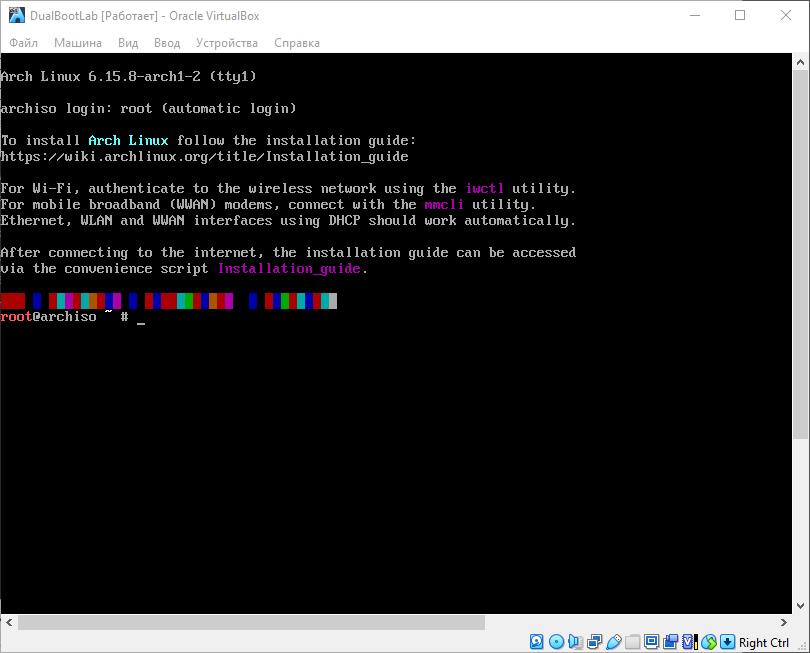 DualBootLab [Работает] - Oracle VirtualBox
Файл Машина Вид Ввод Устройства Справка
Arch Linux 6.15.8-arch1-2 (tty1)
archiso login: root (automatic login)
To install Arch Linux follow the installation guide:
https://wiki.archlinux.org/title/Installation_guide
For Wi-Fi, authenticate to the wireless network using the iwctl utility.
For mobile broadband (WWAN) modems, connect with the mmcli utility.
Ethernet, WLAN and WWAN interfaces using DHCP should work automatically.
After connecting to the internet, the installation guide can be accessed
via the convenience script Installation_guide.
root@archiso ~ # _
Right Ctrl